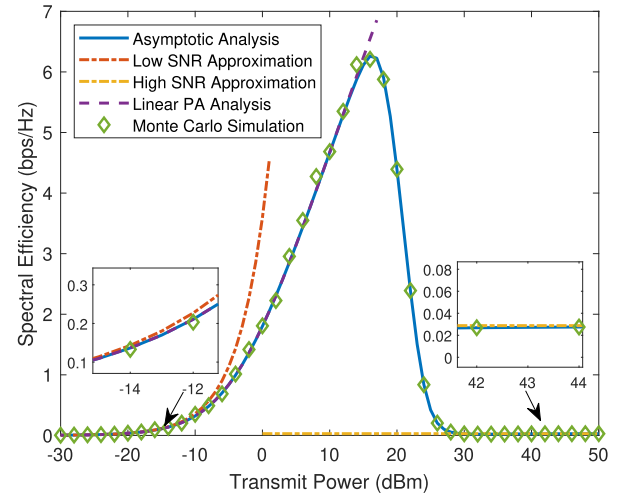 7
6
5
4
3
2
1
0
Spectral Efficiency (bps/Hz)
Asymptotic Analysis
Low SNR Approximation
High SNR Approximation
Linear PA Analysis
Monte Carlo Simulation
0.3
0.2
0.1
-14 -12
0.08
0.06
0.04
0.02
0
42 43 44
-30 -20 -10 0 10 20 30 40 50
Transmit Power (dBm)